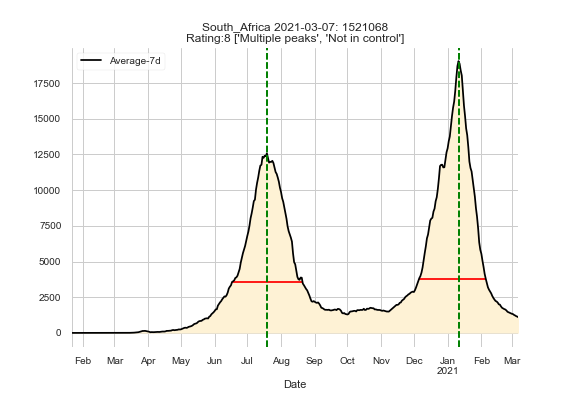 South_Africa 2021-03-07: 1521068
Rating:8 ['Multiple peaks', 'Not in control']
Average-7d
17500
15000
12500
10000
7500
5000
2500
0
Feb Mar Apr May Jun Jul Aug Sep Oct Nov Dec Jan Feb Mar
2021
Date